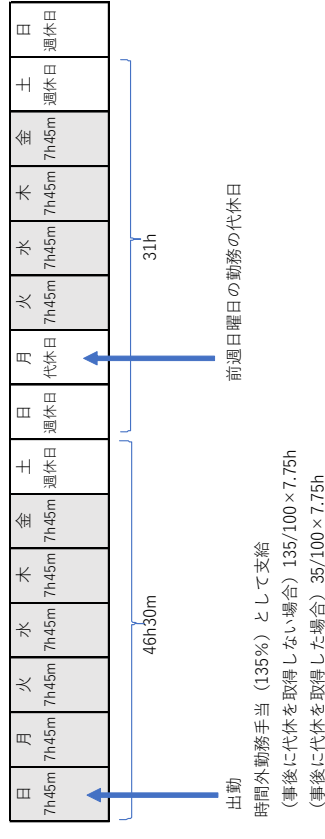 日 月 火 水 木 金 土 日 月 火 水 木 金 土 日
7h45m 7h45m 7h45m 7h45m 7h45m 7h45m 週休日 週休日 代休日 7h45m 7h45m 7h45m 7h45m 週休日 週休日
46h30m 31h
出勤 前週日曜日の勤務の代休日
時間外勤務手当（135％）として支給
（事後に代休を取得しない場合）135/100×7.75h
（事後に代休を取得した場合）35/100×7.75h